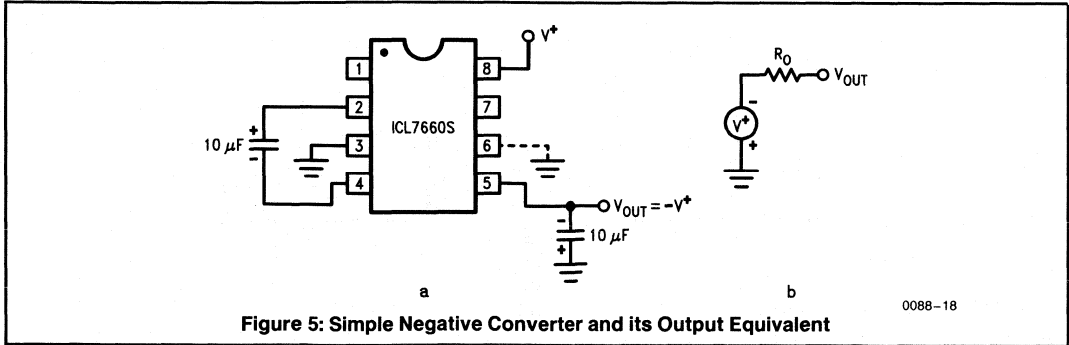 V+
1
8
2
7
ICL7660S
10 μF
+
-
3
6
4
5
VOUT = -V+
-
10 μF
+
a
RO
VOUT
-
V+
+
b
0088-18
Figure 5: Simple Negative Converter and its Output Equivalent